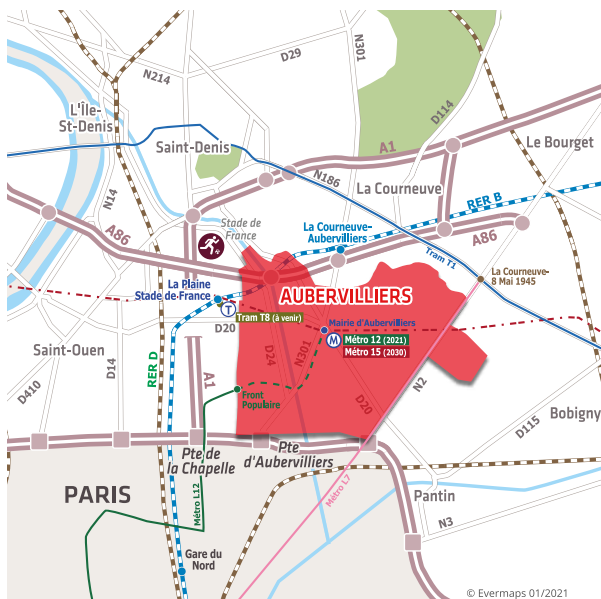 N214
D29
N301
D114
L'Île-
St-Denis
Saint-Denis
A1
Le Bourget
N186
La Courneuve
N14
A86
Stade de
France
La Courneuve-
Aubervilliers
RER B
A86
Tram T1
La Plaine
Stade de-France
AUBERVILLIERS
La Courneuve-
8 Mai 1945
T
Tram T8 (à venir)
D20
Mairie d'Aubervilliers
M
Métro 12 (2021)
Métro 15 (2030)
Saint-Ouen
D14
D410
RER D
A1
D24
N301
Front
Populaire
D20
N2
D115
Bobigny
Pte de
la Chapelle
Pte
d'Aubervilliers
PARIS
Métro L12
Métro L7
Pantin
N3
Gare du
Nord
© Evermaps 01/2021